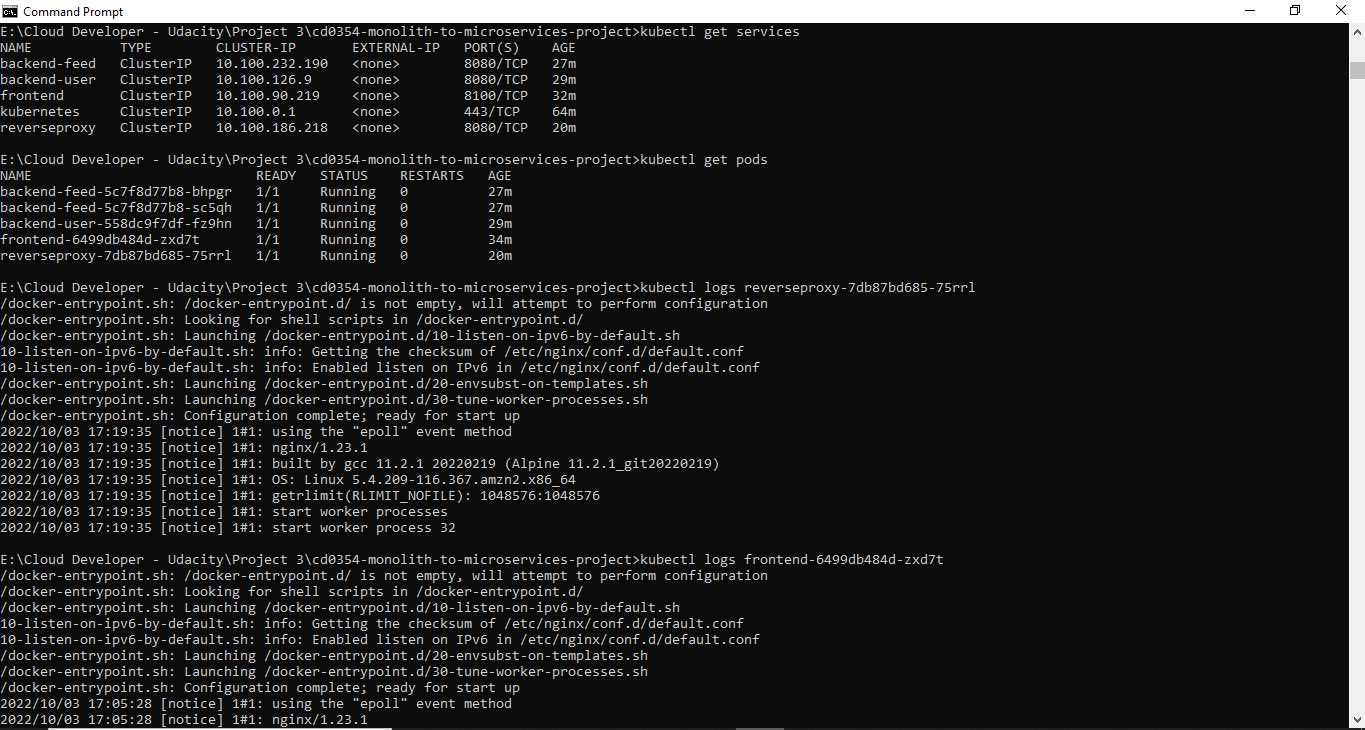 Command Prompt
E:\Cloud Developer - Udacity\Project 3\cd0354-monolith-to-microservices-project>kubectl get services
NAME TYPE CLUSTER-IP EXTERNAL-IP PORT(S) AGE
backend-feed ClusterIP 10.100.232.190 <none> 8080/TCP 27m
backend-user ClusterIP 10.100.126.9 <none> 8080/TCP 29m
frontend ClusterIP 10.100.90.219 <none> 8100/TCP 32m
kubernetes ClusterIP 10.100.0.1 <none> 443/TCP 64m
reverseproxy ClusterIP 10.100.186.218 <none> 8080/TCP 20m
E:\Cloud Developer - Udacity\Project 3\cd0354-monolith-to-microservices-project>kubectl get pods
NAME READY STATUS RESTARTS AGE
backend-feed-5c7f8d77b8-bhpgr 1/1 Running 0 27m
backend-feed-5c7f8d77b8-sc5qh 1/1 Running 0 27m
backend-user-558dc9f7df-fz9hn 1/1 Running 0 29m
frontend-6499db484d-zxd7t 1/1 Running 0 34m
reverseproxy-7db87bd685-75rrl 1/1 Running 0 20m
E:\Cloud Developer - Udacity\Project 3\cd0354-monolith-to-microservices-project>kubectl logs reverseproxy-7db87bd685-75rrl
/docker-entrypoint.sh: /docker-entrypoint.d/ is not empty, will attempt to perform configuration
/docker-entrypoint.sh: Looking for shell scripts in /docker-entrypoint.d/
/docker-entrypoint.sh: Launching /docker-entrypoint.d/10-listen-on-ipv6-by-default.sh
10-listen-on-ipv6-by-default.sh: info: Getting the checksum of /etc/nginx/conf.d/default.conf
10-listen-on-ipv6-by-default.sh: info: Enabled listen on IPv6 in /etc/nginx/conf.d/default.conf
/docker-entrypoint.sh: Launching /docker-entrypoint.d/20-envsubst-on-templates.sh
/docker-entrypoint.sh: Launching /docker-entrypoint.d/30-tune-worker-processes.sh
/docker-entrypoint.sh: Configuration complete; ready for start up
2022/10/03 17:19:35 [notice] 1#1: using the "epoll" event method
2022/10/03 17:19:35 [notice] 1#1: nginx/1.23.1
2022/10/03 17:19:35 [notice] 1#1: built by gcc 11.2.1 20220219 (Alpine 11.2.1_git20220219)
2022/10/03 17:19:35 [notice] 1#1: OS: Linux 5.4.209-116.367.amzn2.x86_64
2022/10/03 17:19:35 [notice] 1#1: getrlimit(RLIMIT_NOFILE): 1048576:1048576
2022/10/03 17:19:35 [notice] 1#1: start worker processes
2022/10/03 17:19:35 [notice] 1#1: start worker process 32
E:\Cloud Developer - Udacity\Project 3\cd0354-monolith-to-microservices-project>kubectl logs frontend-6499db484d-zxd7t
/docker-entrypoint.sh: /docker-entrypoint.d/ is not empty, will attempt to perform configuration
/docker-entrypoint.sh: Looking for shell scripts in /docker-entrypoint.d/
/docker-entrypoint.sh: Launching /docker-entrypoint.d/10-listen-on-ipv6-by-default.sh
10-listen-on-ipv6-by-default.sh: info: Getting the checksum of /etc/nginx/conf.d/default.conf
10-listen-on-ipv6-by-default.sh: info: Enabled listen on IPv6 in /etc/nginx/conf.d/default.conf
/docker-entrypoint.sh: Launching /docker-entrypoint.d/20-envsubst-on-templates.sh
/docker-entrypoint.sh: Launching /docker-entrypoint.d/30-tune-worker-processes.sh
/docker-entrypoint.sh: Configuration complete; ready for start up
2022/10/03 17:05:28 [notice] 1#1: using the "epoll" event method
2022/10/03 17:05:28 [notice] 1#1: nginx/1.23.1